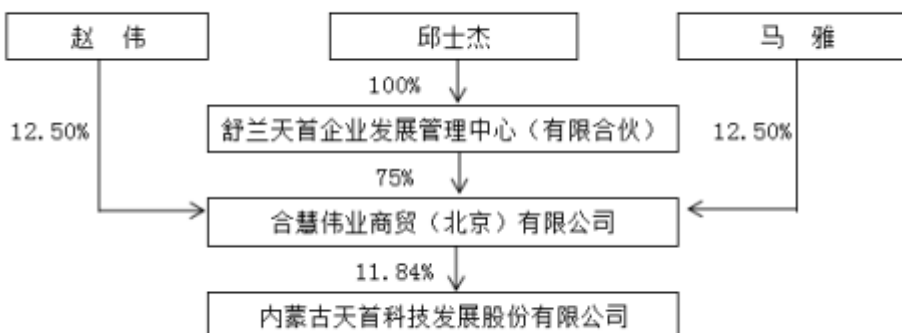 赵 伟
邱士杰
马 雅
100%
12.50%
舒兰天首企业发展管理中心（有限合伙）
12.50%
75%
合慧伟业商贸（北京）有限公司
11.84%
内蒙古天首科技发展股份有限公司